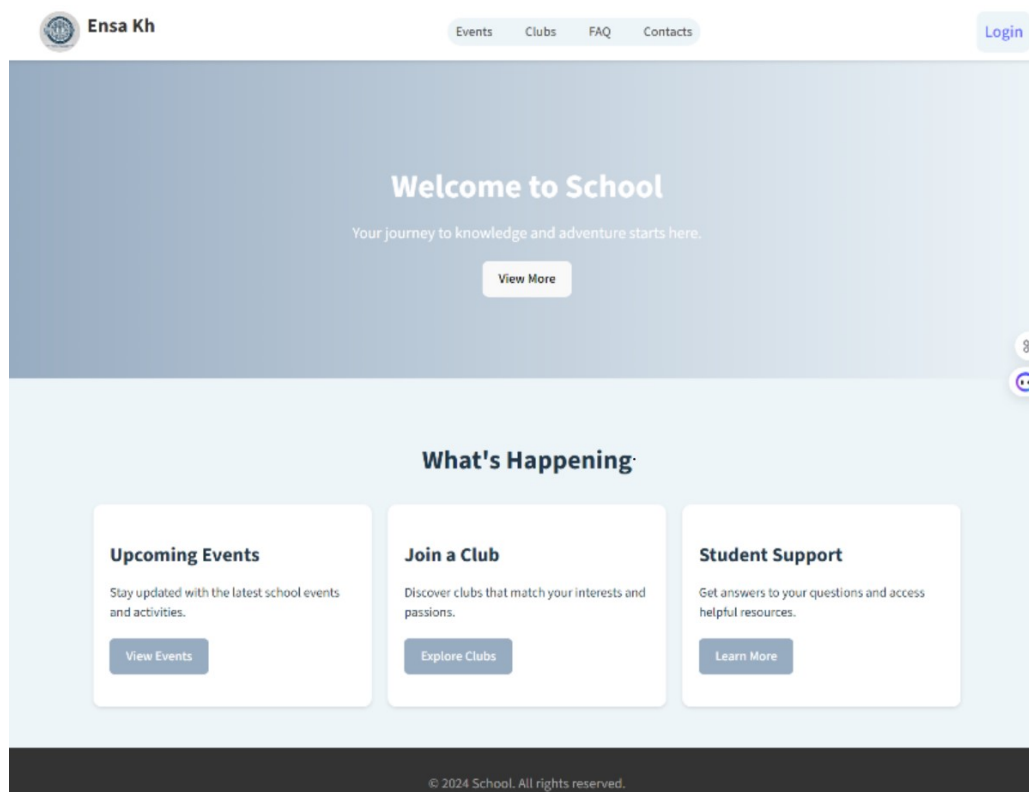 Ensa Kh
Events Clubs FAQ Contacts
Login
Welcome to School
Your journey to knowledge and adventure starts here.
View More
What's Happening
Upcoming Events
Stay updated with the latest school events
and activities.
View Events
Join a Club
Discover clubs that match your interests and
passions.
Explore Clubs
Student Support
Get answers to your questions and access
helpful resources.
Learn More
© 2024 School. All rights reserved.